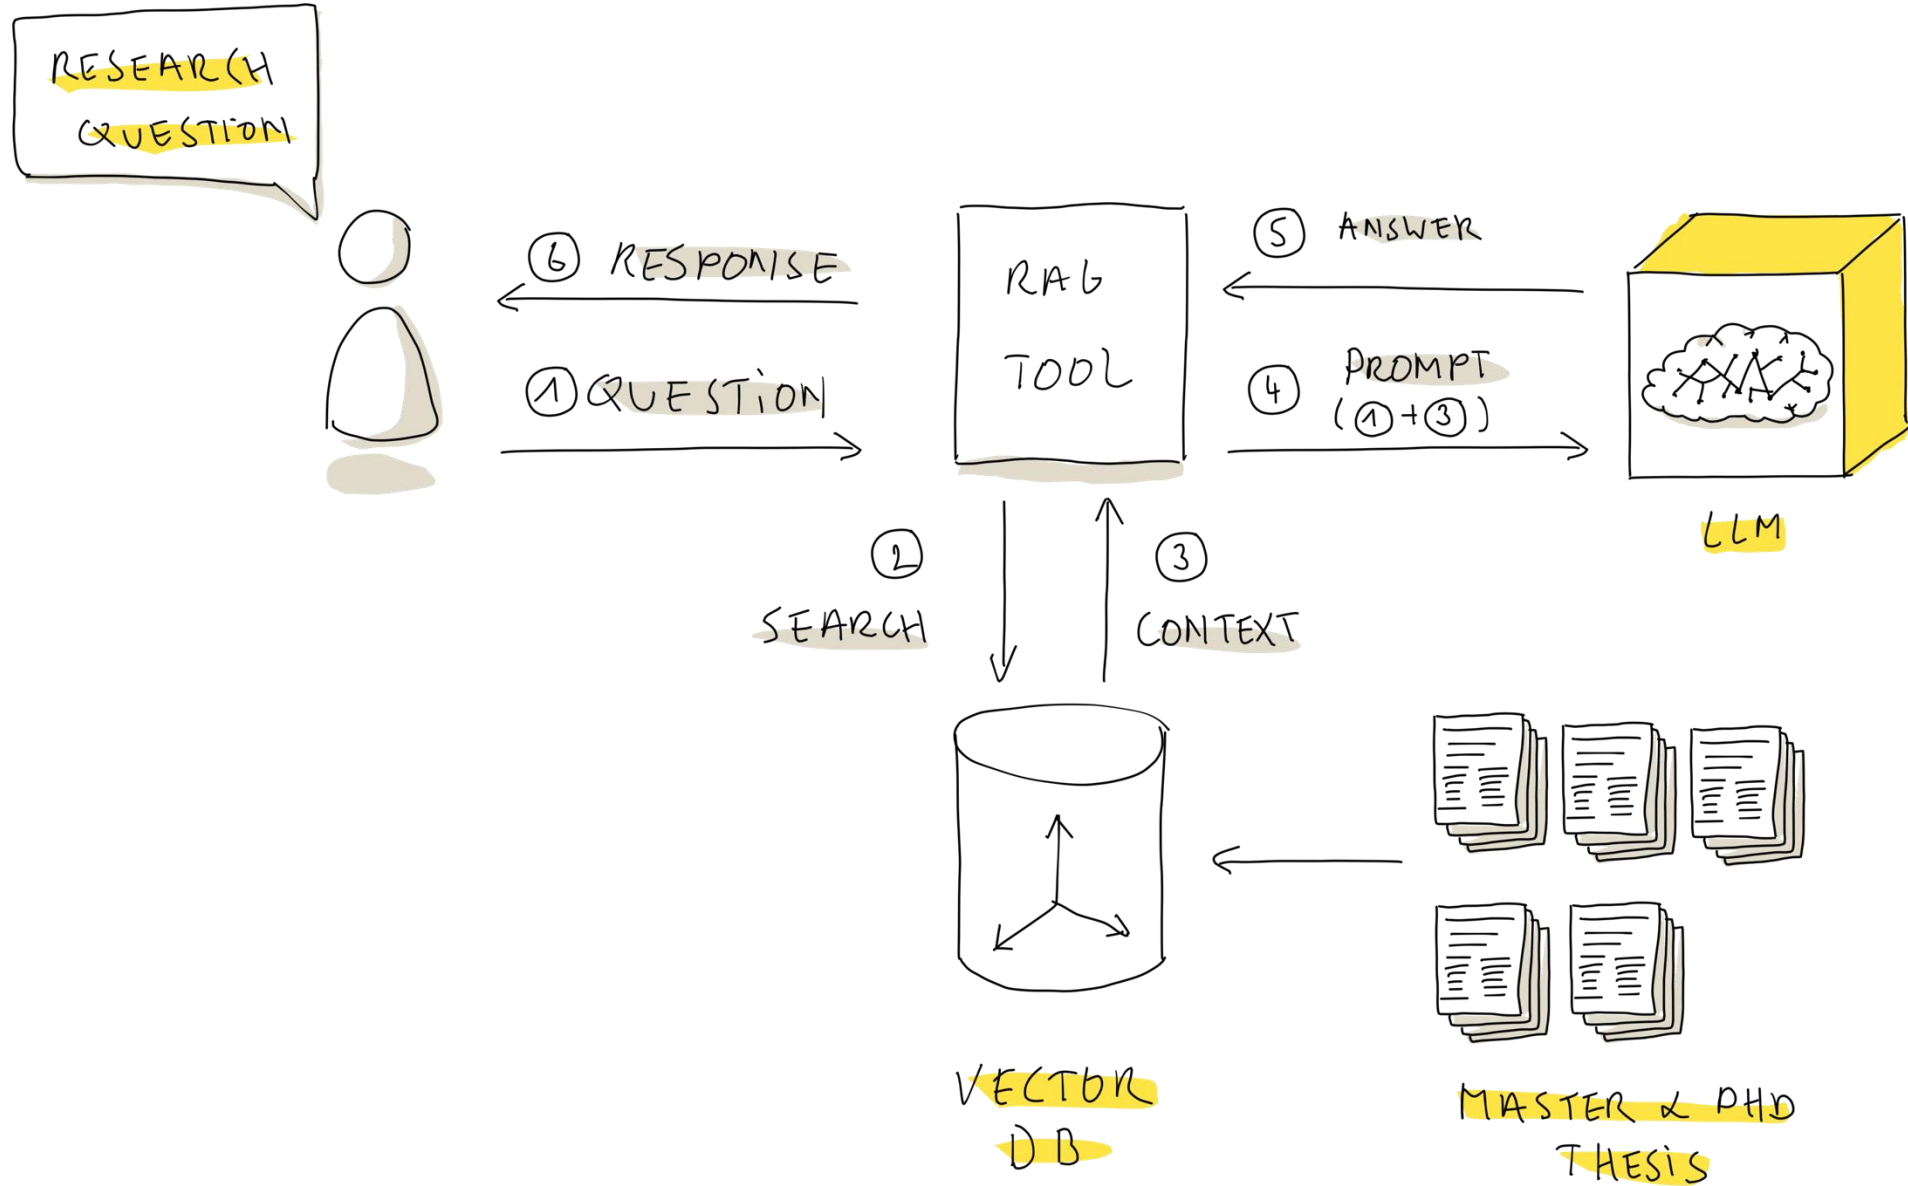 RESEARCH
QUESTION
6 RESPONSE
1 QUESTION
RAG
TOOL
5 ANSWER
4 PROMPT
(1+3)
LLM
2
SEARCH
3
CONTEXT
VECTOR
DB
MASTER & PHD
THESIS